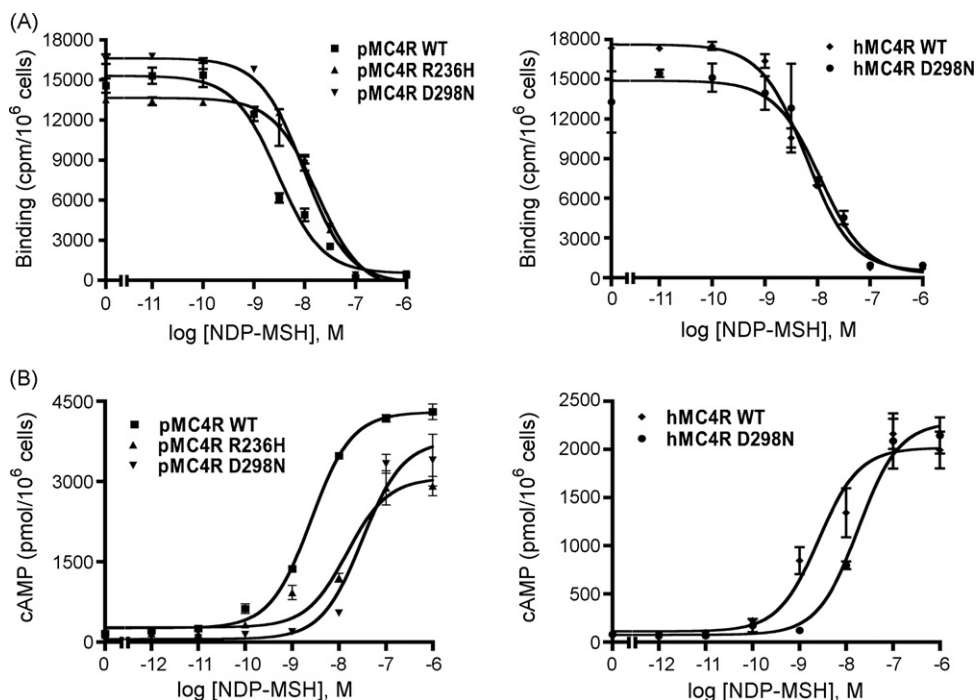 (A)
pMC4R WT
pMC4R R236H
pMC4R D298N
Binding (cpm/10⁶ cells)
18000
15000
12000
9000
6000
3000
0
0 -11 -10 -9 -8 -7 -6
log [NDP-MSH], M
hMC4R WT
hMC4R D298N
Binding (cpm/10⁶ cells)
18000
15000
12000
9000
6000
3000
0
0 -11 -10 -9 -8 -7 -6
log [NDP-MSH], M
(B)
pMC4R WT
pMC4R R236H
pMC4R D298N
cAMP (pmol/10⁶ cells)
4500
3000
1500
0
0 -12 -11 -10 -9 -8 -7 -6
log [NDP-MSH], M
hMC4R WT
hMC4R D298N
cAMP (pmol/10⁶ cells)
2500
2000
1500
1000
500
0
0 -12 -11 -10 -9 -8 -7 -6
log [NDP-MSH], M